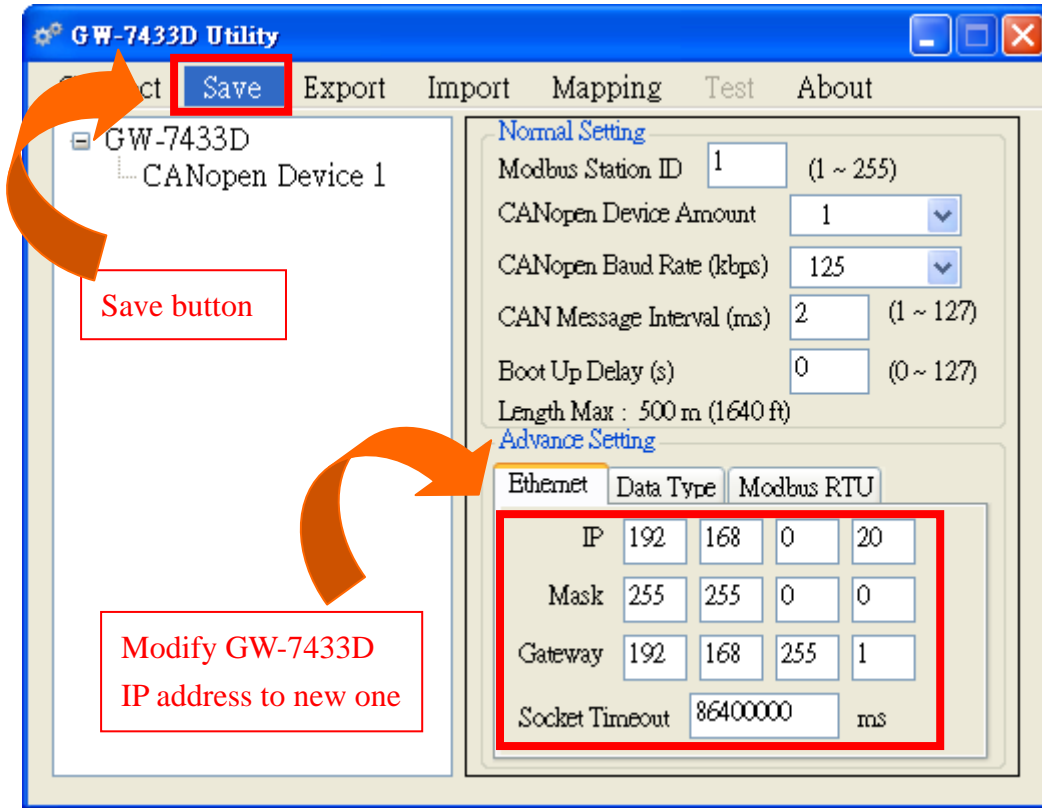 GW-7433D Utility
Save Export Import Mapping Test About
GW-7433D
CANopen Device 1
Save button
Modify GW-7433D
IP address to new one
Normal Setting
Modbus Station ID 1 (1 ~ 255)
CANopen Device Amount 1
CANopen Baud Rate (kbps) 125
CAN Message Interval (ms) 2 (1 ~ 127)
Boot Up Delay (s) 0 (0 ~ 127)
Length Max : 500 m (1640 ft)
Advance Setting
Ethernet Data Type Modbus RTU
IP 192 168 0 20
Mask 255 255 0 0
Gateway 192 168 255 1
Socket Timeout 86400000 ms